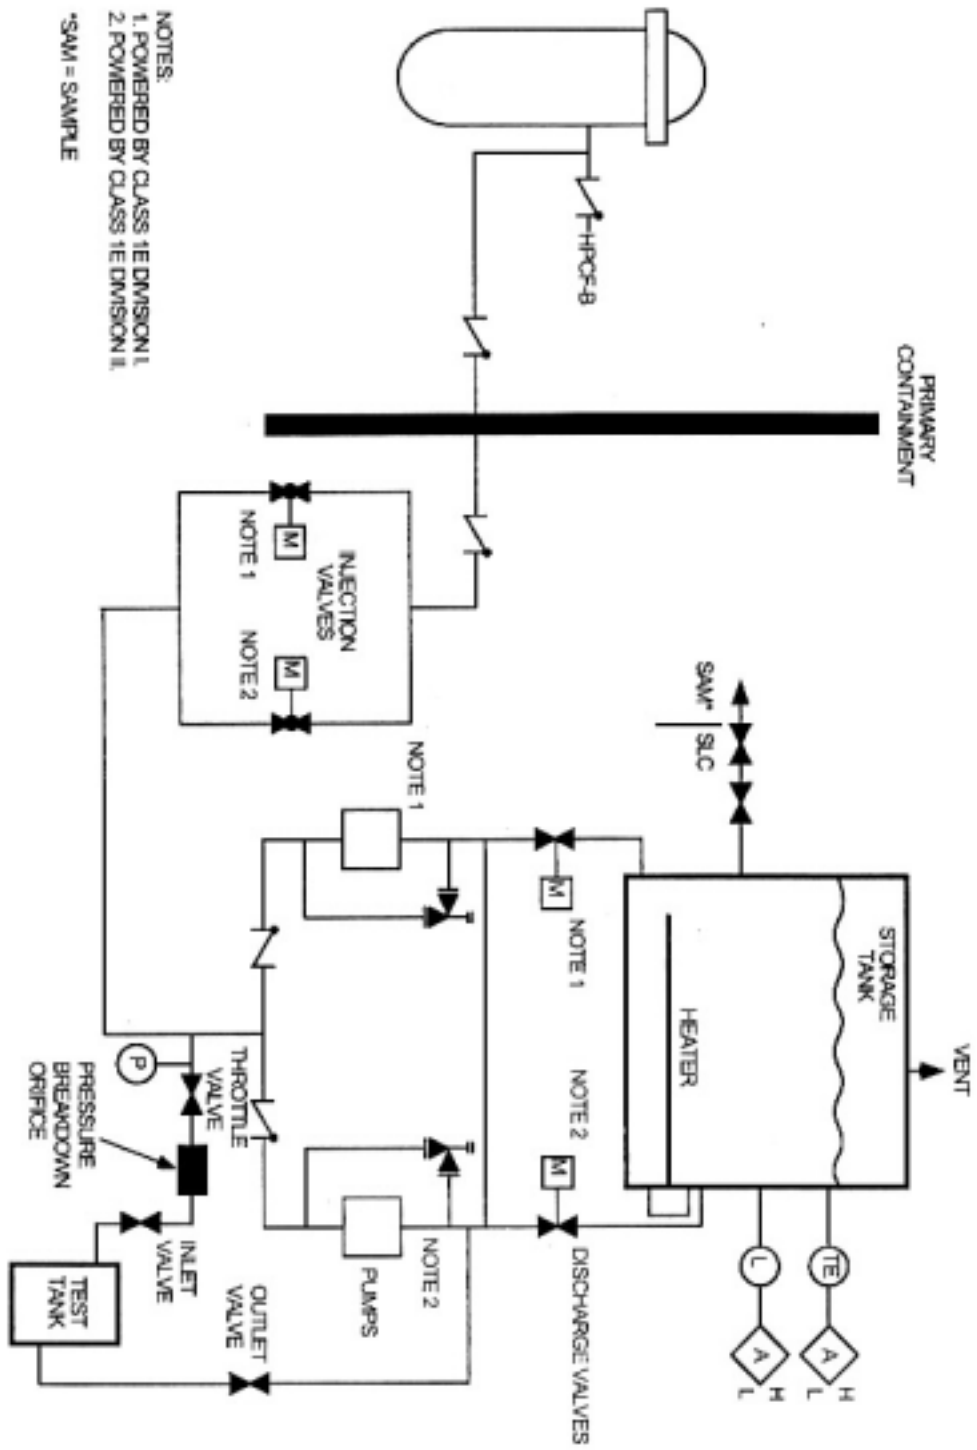 PRIMARY
CONTAINMENT
VENT
SAM*
SLC
STORAGE
TANK
HEATER
TE
A
H
L
L
A
H
L
HPCF-B
M
NOTE 1
M
NOTE 2
DISCHARGE VALVES
INJECTION
VALVES
M
NOTE 1
M
NOTE 2
NOTE 1
NOTE 2
PUMPS
THROTTLE
VALVE
P
PRESSURE
BREAKDOWN
ORIFICE
INLET
VALVE
OUTLET
VALVE
TEST
TANK
NOTES:
1. POWERED BY CLASS 1E DIVISION I.
2. POWERED BY CLASS 1E DIVISION II.
*SAM = SAMPLE